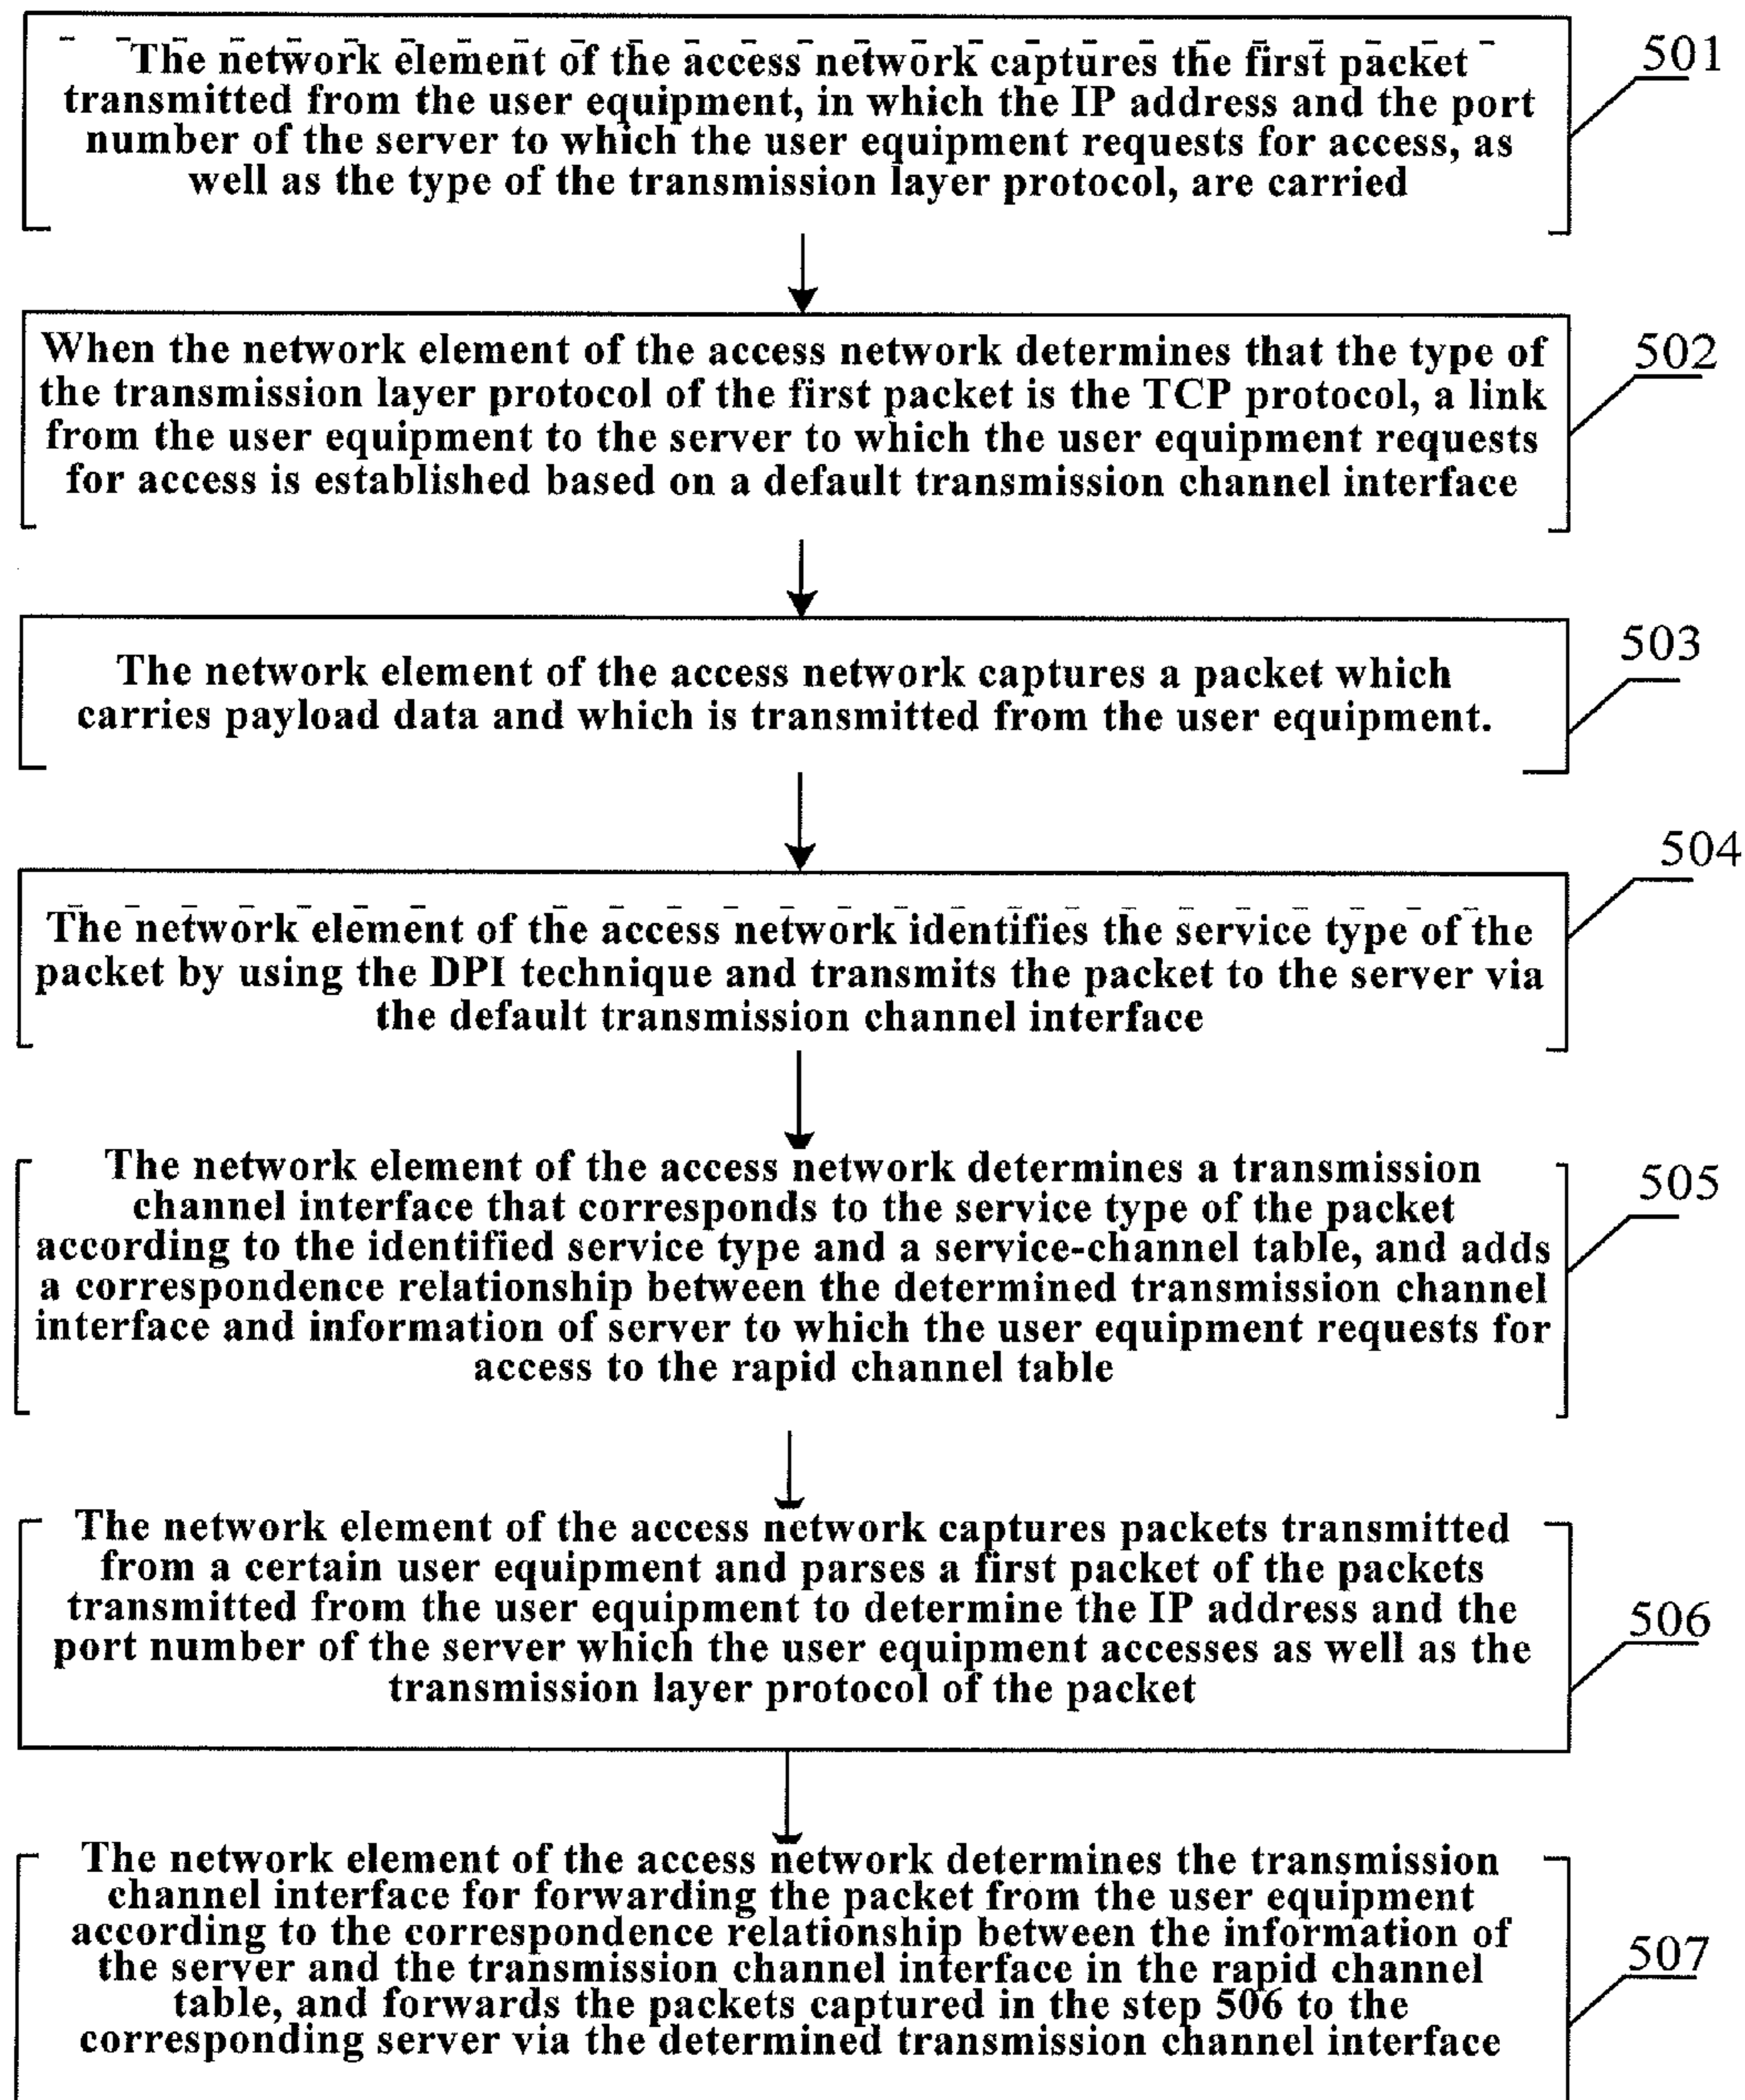 The network element of the access network captures the first packet
transmitted from the user equipment, in which the IP address and the port
number of the server to which the user equipment requests for access, as
well as the type of the transmission layer protocol, are carried
501
When the network element of the access network determines that the type of
the transmission layer protocol of the first packet is the TCP protocol, a link
from the user equipment to the server to which the user equipment requests
for access is established based on a default transmission channel interface
502
The network element of the access network captures a packet which
carries payload data and which is transmitted from the user equipment.
503
The network element of the access network identifies the service type of the
packet by using the DPI technique and transmits the packet to the server via
the default transmission channel interface
504
The network element of the access network determines a transmission
channel interface that corresponds to the service type of the packet
according to the identified service type and a service-channel table, and adds
a correspondence relationship between the determined transmission channel
interface and information of server to which the user equipment requests for
access to the rapid channel table
505
The network element of the access network captures packets transmitted
from a certain user equipment and parses a first packet of the packets
transmitted from the user equipment to determine the IP address and the
port number of the server which the user equipment accesses as well as the
transmission layer protocol of the packet
506
The network element of the access network determines the transmission
channel interface for forwarding the packet from the user equipment
according to the correspondence relationship between the information of
the server and the transmission channel interface in the rapid channel
table, and forwards the packets captured in the step 506 to the
corresponding server via the determined transmission channel interface
507